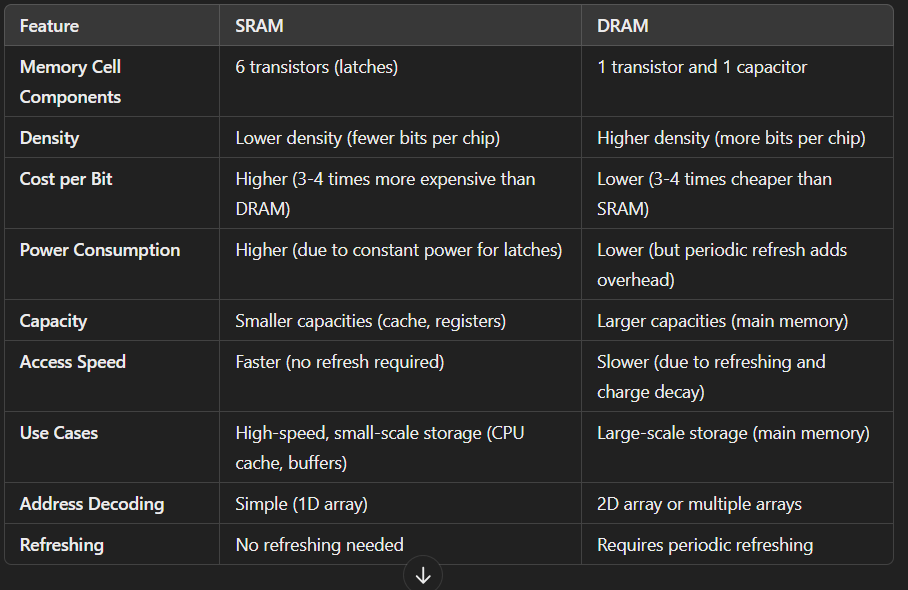 Feature SRAM DRAM
Memory Cell 6 transistors (latches) 1 transistor and 1 capacitor
Components
Density Lower density (fewer bits per chip) Higher density (more bits per chip)
Cost per Bit Higher (3-4 times more expensive than Lower (3-4 times cheaper than
DRAM) SRAM)
Power Consumption Higher (due to constant power for latches) Lower (but periodic refresh adds
overhead)
Capacity Smaller capacities (cache, registers) Larger capacities (main memory)
Access Speed Faster (no refresh required) Slower (due to refreshing and
charge decay)
Use Cases High-speed, small-scale storage (CPU Large-scale storage (main memory)
cache, buffers)
Address Decoding Simple (1D array) 2D array or multiple arrays
Refreshing No refreshing needed Requires periodic refreshing